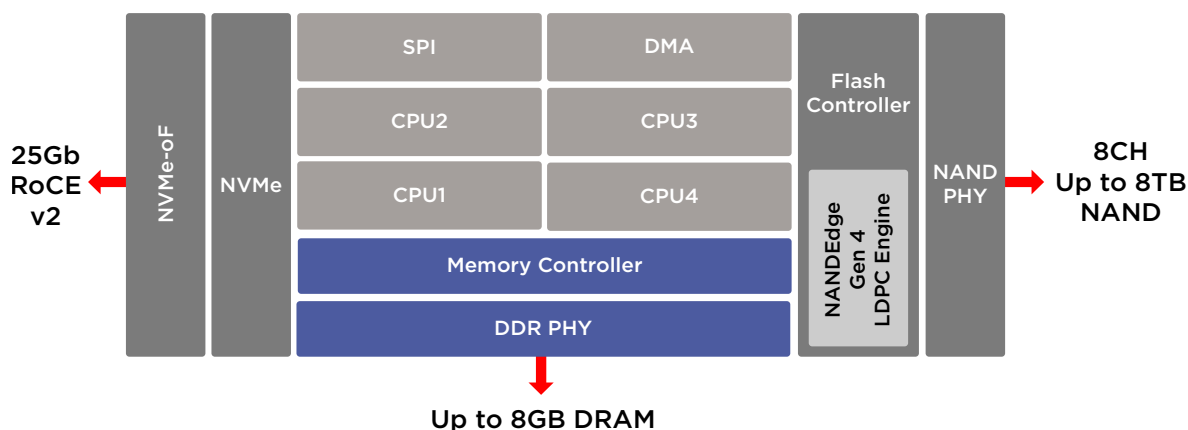 25Gb
RoCE
v2
NVMe-oF
NVMe
SPI
DMA
CPU2
CPU3
CPU1
CPU4
Memory Controller
DDR PHY
Flash
Controller
NANDEdge
Gen 4
LDPC Engine
NAND
PHY
8CH
Up to 8TB
NAND
Up to 8GB DRAM